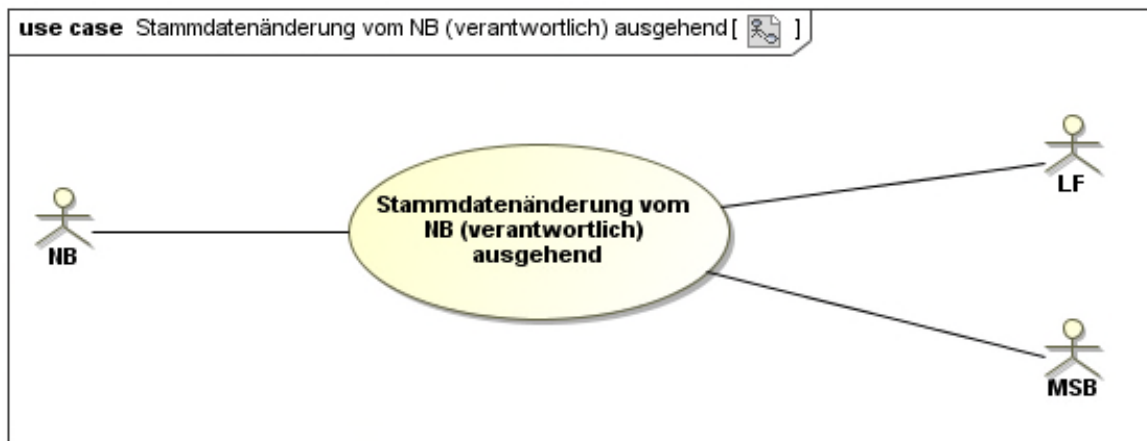 use case Stammdatenänderung vom NB (verantwortlich) ausgehend [ ]
LF
Stammdatenänderung vom
NB (verantwortlich)
ausgehend
NB
MSB